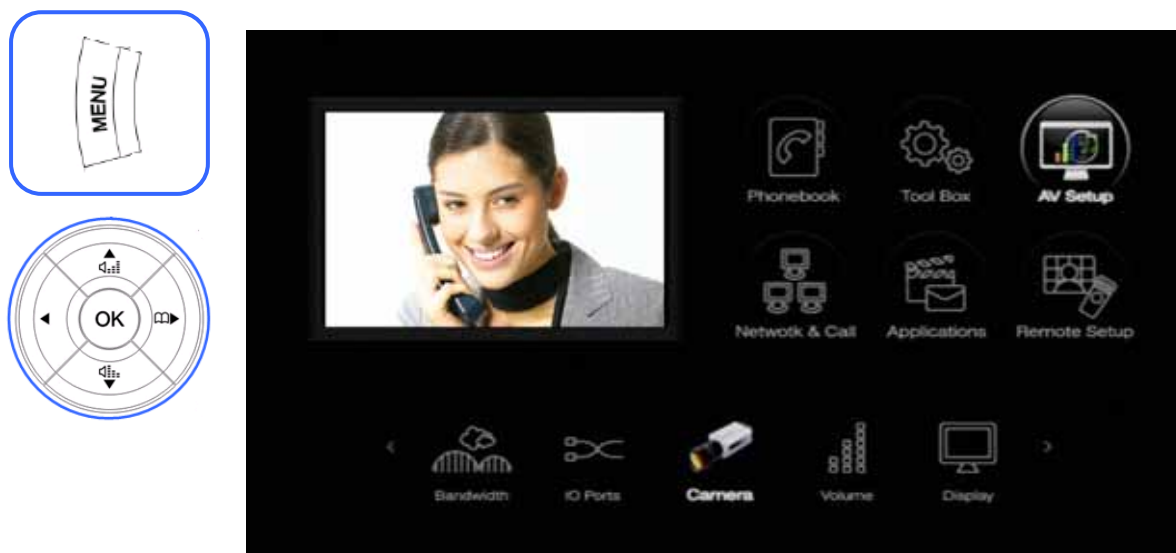 MENU
OK
Phonebook
Tool Box
AV Setup
Netwotk & Call
Applications
Remote Setup
Bandwidth
IO Ports
Camera
Volume
Display